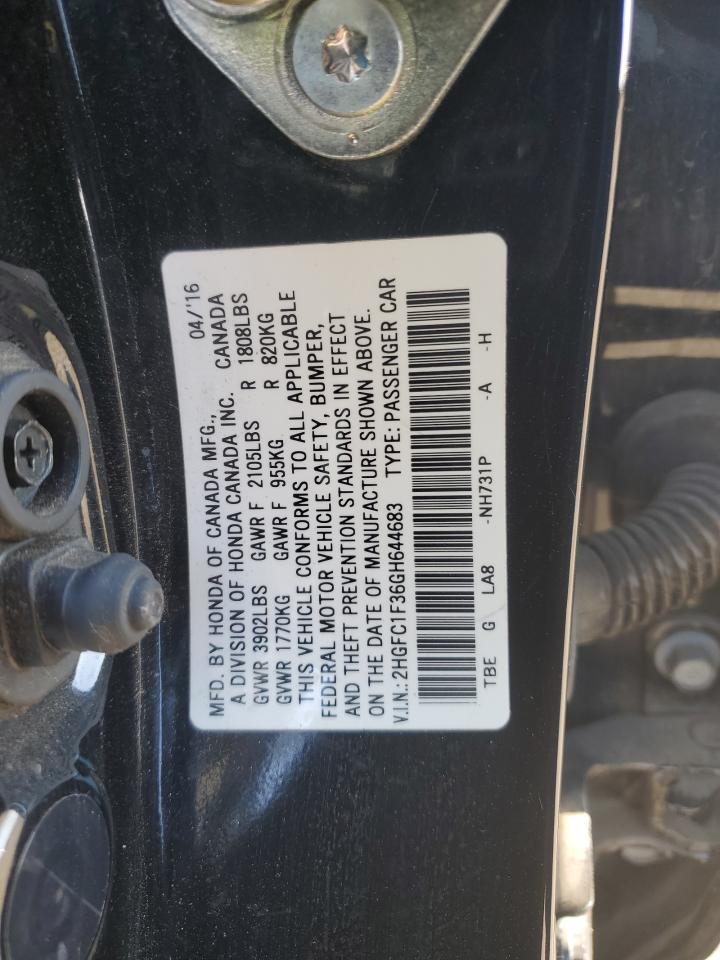 MFD. BY HONDA OF CANADA MFG., 04/'16
A DIVISION OF HONDA CANADA INC. CANADA
GVWR 3902LBS GAWR F 2105LBS R 1808LBS
GVWR 1770KG GAWR F 955KG R 820KG
THIS VEHICLE CONFORMS TO ALL APPLICABLE
FEDERAL MOTOR VEHICLE SAFETY, BUMPER,
AND THEFT PREVENTION STANDARDS IN EFFECT
ON THE DATE OF MANUFACTURE SHOWN ABOVE.
V.I.N.: 2HGFC1F36GH644683 TYPE: PASSENGER CAR
TBE G LA8 -NH731P -A -H